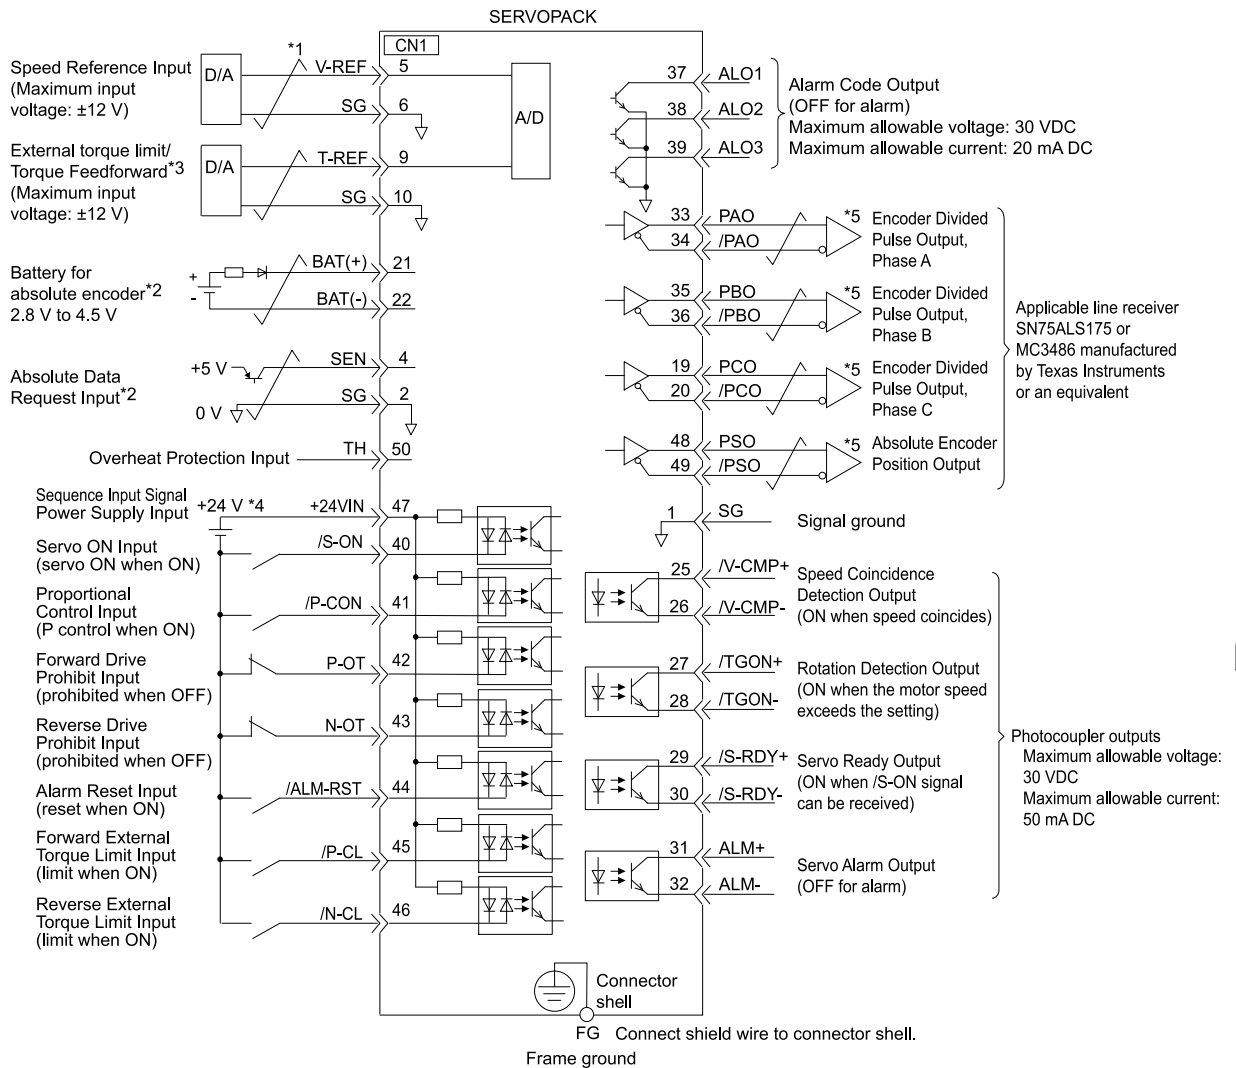 SERVOPACK
CN1
Speed Reference Input
(Maximum input
voltage: ±12 V)
D/A
*1
V-REF
5
SG
6
A/D
External torque limit/
Torque Feedforward*3
(Maximum input
voltage: ±12 V)
D/A
T-REF
9
SG
10
Battery for
absolute encoder*2
2.8 V to 4.5 V
+
-
BAT(+)
21
BAT(-)
22
Absolute Data
Request Input*2
+5 V
0 V
SEN
4
SG
2
Overheat Protection Input
TH
50
Sequence Input Signal
Power Supply Input
+24 V *4
+24VIN
47
Servo ON Input
(servo ON when ON)
/S-ON
40
Proportional
Control Input
(P control when ON)
/P-CON
41
Forward Drive
Prohibit Input
(prohibited when OFF)
P-OT
42
Reverse Drive
Prohibit Input
(prohibited when OFF)
N-OT
43
Alarm Reset Input
(reset when ON)
/ALM-RST
44
Forward External
Torque Limit Input
(limit when ON)
/P-CL
45
Reverse External
Torque Limit Input
(limit when ON)
/N-CL
46
37
ALO1
38
ALO2
39
ALO3
Alarm Code Output
(OFF for alarm)
Maximum allowable voltage: 30 VDC
Maximum allowable current: 20 mA DC
33
PAO
34
/PAO
*5
Encoder Divided
Pulse Output,
Phase A
35
PBO
36
/PBO
*5
Encoder Divided
Pulse Output,
Phase B
19
PCO
20
/PCO
*5
Encoder Divided
Pulse Output,
Phase C
48
PSO
49
/PSO
*5
Absolute Encoder
Position Output
Applicable line receiver
SN75ALS175 or
MC3486 manufactured
by Texas Instruments
or an equivalent
1
SG
Signal ground
25
/V-CMP+
26
/V-CMP-
Speed Coincidence
Detection Output
(ON when speed coincides)
27
/TGON+
28
/TGON-
Rotation Detection Output
(ON when the motor speed
exceeds the setting)
29
/S-RDY+
30
/S-RDY-
Servo Ready Output
(ON when /S-ON signal
can be received)
31
ALM+
32
ALM-
Servo Alarm Output
(OFF for alarm)
Photocoupler outputs
Maximum allowable voltage:
30 VDC
Maximum allowable current:
50 mA DC
Connector
shell
FG
Connect shield wire to connector shell.
Frame ground